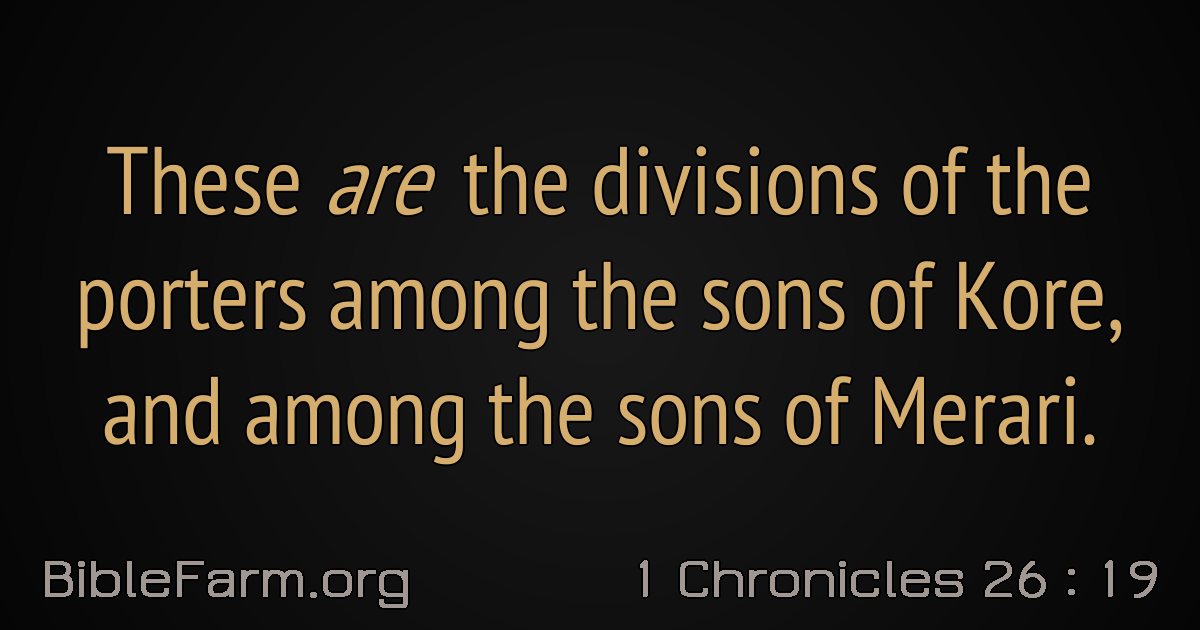 These are the divisions of the
porters among the sons of Kore,
and among the sons of Merari.
BibleFarm.org
1 Chronicles 26 : 19